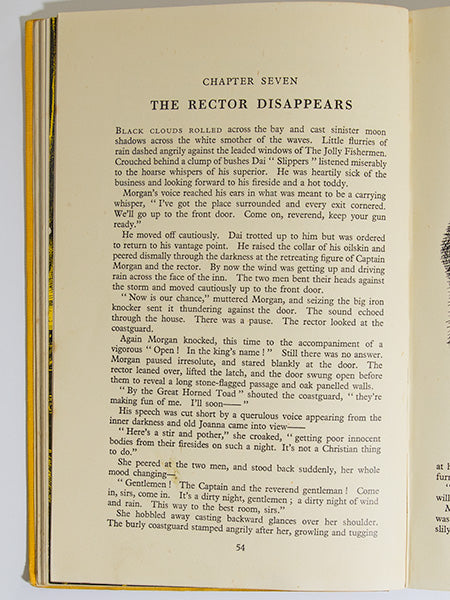 CHAPTER SEVEN
THE RECTOR DISAPPEARS
BLACK CLOUDS ROLLED across the bay and cast sinister moon
shadows across the white smother of the waves. Little flurries of
rain dashed angrily against the leaded windows of The Jolly Fishermen.
Crouched behind a clump of bushes Dai “ Slippers ” listened miserably
to the hoarse whispers of his superior. He was heartily sick of the
business and looking forward to his fireside and a hot toddy.
Morgan's voice reached his ears in what was meant to be a carrying
whisper, “ I've got the place surrounded and every exit cornered.
We'll go up to the front door. Come on, reverend, keep your gun
ready.”
He moved off cautiously. Dai trotted up to him but was ordered
to return to his vantage point. He raised the collar of his oilskin and
peered dismally through the darkness at the retreating figure of Captain
Morgan and the rector. By now the wind was getting up and driving
rain across the face of the inn. The two men bent their heads against
the storm and moved cautiously up to the front door.
“ Now is our chance,” muttered Morgan, and seizing the big iron
knocker sent it thundering against the door. The sound echoed
through the house. There was a pause. The rector looked at the
coastguard.
Again Morgan knocked, this time to the accompaniment of a
vigorous “ Open ! In the king's name ! ” Still there was no answer.
Morgan paused irresolute, and stared blankly at the door. The
rector leaned over, lifted the latch, and the door swung open before
them to reveal a long stone-flagged passage and oak panelled walls.
“ By the Great Horned Toad ” shouted the coastguard, “ they're
making fun of me. I'll soon—— ”
His speech was cut short by a querulous voice appearing from the
inner darkness and old Joanna came into view——
“ Here's a stir and pother,” she croaked, “ getting poor innocent
bodies from their firesides on such a night. It's not a Christian thing
to do.”
She peered at the two men, and stood back suddenly, her whole
mood changing—
“ Gentlemen ! The Captain and the reverend gentleman ! Come
in, sirs, come in. It's a dirty night, gentlemen ; a dirty night of wind
and rain. This way to the best room, sirs.”
She hobbled away casting backward glances over her shoulder.
The burly coastguard stamped angrily after her, growling and tugging
54
at h
furn
“
will
M
was
slily